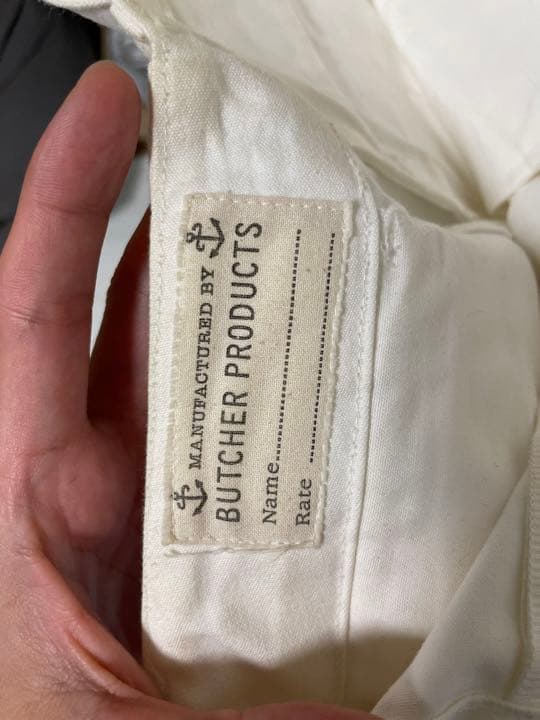 MANUFACTURED BY
BUTCHER PRODUCTS
Name..............................
Rate ..............................